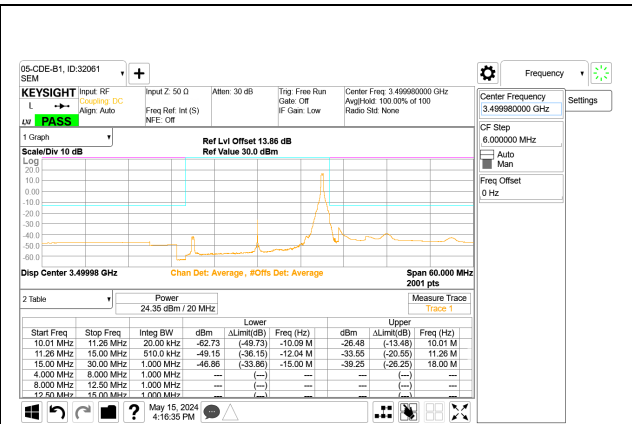 05-CDE-B1, ID:32061
SEM
Frequency
KEYSIGHT Input: RF Input Z: 50 Ω Atten: 30 dB Trig: Free Run Center Freq: 3.499980000 GHz
L Coupling: DC Gate: Off Avg|Hold: 100.00% of 100
Align: Auto Freq Ref: Int (S) IF Gain: Low Radio Std: None
PASS NFE: Off
Center Frequency
3.499980000 GHz
Settings
CF Step
6.000000 MHz
Auto
Man
Freq Offset
0 Hz
1 Graph Ref Lvl Offset 13.86 dB
Scale/Div 10 dB Ref Value 30.0 dBm
Log
20.0
10.0
0.00
-10.0
-20.0
-30.0
-40.0
-50.0
-60.0
Disp Center 3.49998 GHz Chan Det: Average, #Offs Det: Average Span 60.000 MHz
2001 pts
2 Table Power Measure Trace
24.35 dBm / 20 MHz Trace 1
Lower Upper
Start Freq Stop Freq Integ BW dBm ΔLimit(dB) Freq (Hz) dBm ΔLimit(dB) Freq (Hz)
10.01 MHz 11.26 MHz 20.00 kHz -62.73 (-49.73) -10.09 M -26.48 (-13.48) 10.01 M
11.26 MHz 15.00 MHz 510.0 kHz -49.15 (-36.15) -12.04 M -33.55 (-20.55) 11.26 M
15.00 MHz 30.00 MHz 1.000 MHz -46.86 (-33.86) -15.00 M -39.25 (-26.25) 18.00 M
4.000 MHz 8.000 MHz 1.000 MHz --- (---) --- --- (---) ---
8.000 MHz 12.50 MHz 1.000 MHz --- (---) --- --- (---) ---
12.50 MHz 15.00 MHz 1.000 MHz --- (---) --- --- (---) ---
May 15, 2024
4:16:35 PM